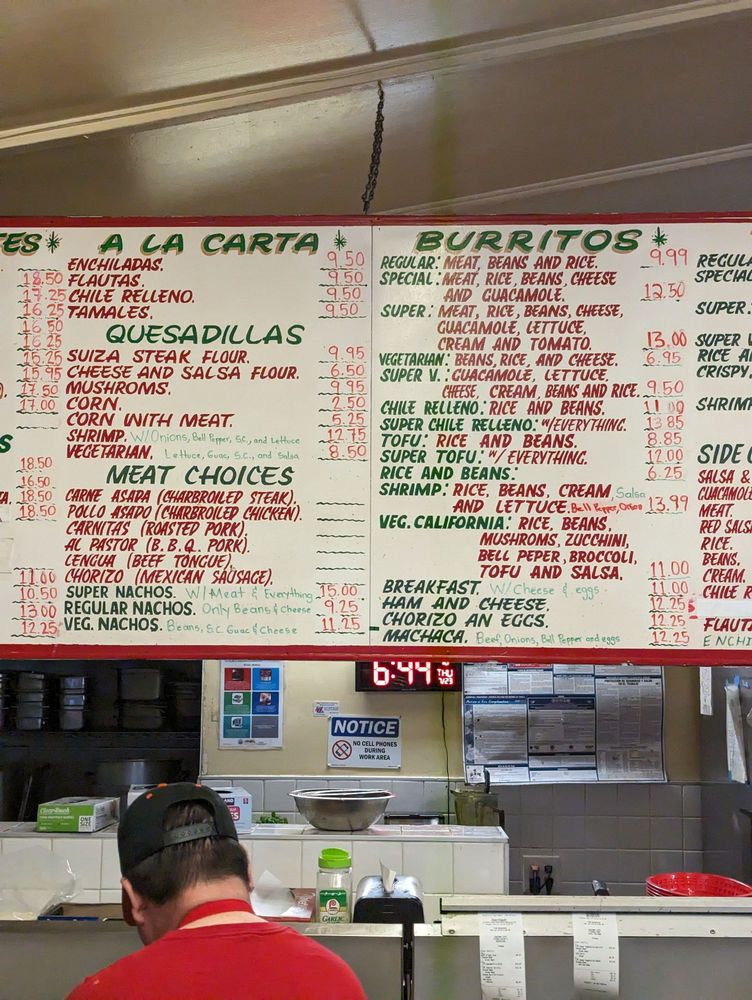 TES
18.50
17.25
16.25
16.50
16.25
15.25
15.95
17.50
17.00
S
18.50
16.50
18.50
18.50
11.00
10.50
13.00
12.25
A LA CARTA
ENCHILADAS. 9.50
FLAUTAS. 9.50
CHILE RELLENO. 9.50
TAMALES. 9.50
QUESADILLAS
SUIZA STEAK FLOUR. 9.95
CHEESE AND SALSA FLOUR. 6.50
MUSHROMS. 9.95
CORN. 2.50
CORN WITH MEAT. 5.25
SHRIMP. W/Onions, Bell Pepper, S.C., and Lettuce 12.75
VEGETARIAN. Lettuce, Guac, S.C., and Salsa 8.50
MEAT CHOICES
CARNE ASADA (CHARBROILED STEAK).
POLLO ASADO (CHARBROILED CHICKEN).
CARNITAS (ROASTED PORK).
AL PASTOR (B.B.Q. PORK).
LENGUA (BEEF TONGUE).
CHORIZO (MEXICAN SAUSAGE).
SUPER NACHOS. W/Meat & Everything 15.00
REGULAR NACHOS. Only Beans & Cheese 9.25
VEG. NACHOS. Beans, S.C. Guac & Cheese 11.25
BURRITOS
REGULAR: MEAT, BEANS AND RICE. 9.99
SPECIAL: MEAT, RICE, BEANS, CHEESE
AND GUACAMOLE. 12.50
SUPER: MEAT, RICE, BEANS, CHEESE,
GUACAMOLE, LETTUCE,
CREAM AND TOMATO. 13.00
VEGETARIAN: BEANS, RICE, AND CHEESE. 6.95
SUPER V.: GUACAMOLE, LETTUCE,
CHEESE, CREAM, BEANS AND RICE. 9.50
CHILE RELLENO: RICE AND BEANS. 11.00
SUPER CHILE RELLENO: W/EVERYTHING. 13.85
TOFU: RICE AND BEANS. 8.85
SUPER TOFU: W/ EVERYTHING. 12.00
RICE AND BEANS: 6.25
SHRIMP: RICE, BEANS, CREAM, Salsa
AND LETTUCE, Bell Pepper, Onion 13.99
VEG. CALIFORNIA: RICE, BEANS,
MUSHROOMS, ZUCCHINI,
BELL PEPER, BROCCOLI,
TOFU AND SALSA. 11.00
BREAKFAST. W/Cheese & eggs 11.00
HAM AND CHEESE. 12.25
CHORIZO AN EGGS. 12.25
MACHACA. Beef, Onions, Bell Pepper and eggs 12.25
REGULA
SPECIAL
SUPER:
SUPER V
RICE A
CRISPY.
SHRIMP
SIDE
SALSA &
GUACAMOL
MEAT.
RED SALS
RICE.
BEANS.
CREAM.
CHILE R
FLAUTA
ENCHI
6:44 THU
NOTICE
NO CELL PHONES
DURING
WORK AREA
GARLIC